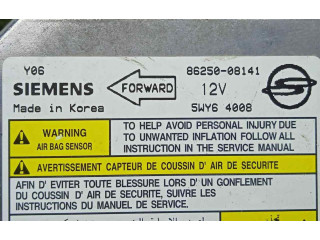 Y06 86250-08141
SIEMENS FORWARD 12V
Made in Korea 5WY6 4008
WARNING
AIR BAG SENSOR
TO HELP AVOID PERSONAL INJURY DUE
TO UNWANTED INFLATION FOLLOW ALL
INSTRUCTION IN THE SERVICE MANUAL
AVERTISSEMENT CAPTEUR DE COUSSIN D' AIR DE SECURITE
AFIN D' EVITER TOUTE BLESSURE LORS D' UN GONFLEMENT
DU COUSSIN D' AIR DE SECURITE, SUIVRE LES
INSTRUCTIONS DU MANUEL DE SERVICE.